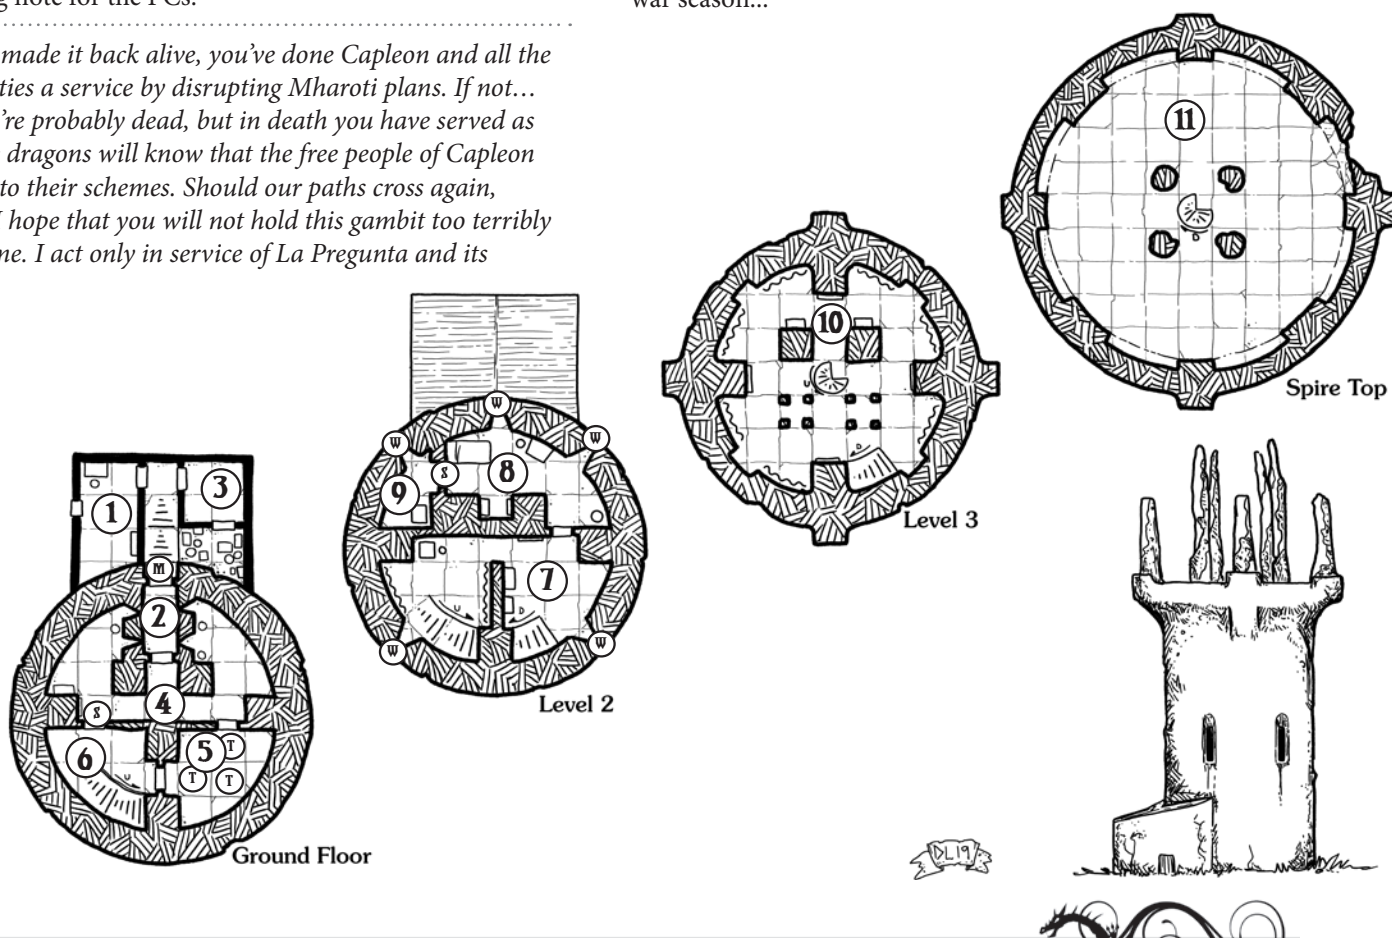 g note for the PCs.
made it back alive, you've done Capleon and all the
ties a service by disrupting Mharoti plans. If not…
're probably dead, but in death you have served as
dragons will know that the free people of Capleon
to their schemes. Should our paths cross again,
I hope that you will not hold this gambit too terribly
ne. I act only in service of La Pregunta and its
war season...
11
D
Spire Top
10
U
D
Level 3
W
W
W
S
8
9
7
U
D
W
W
Level 2
1
3
M
2
4
S
6
5
T
T
T
U
Ground Floor
DL19